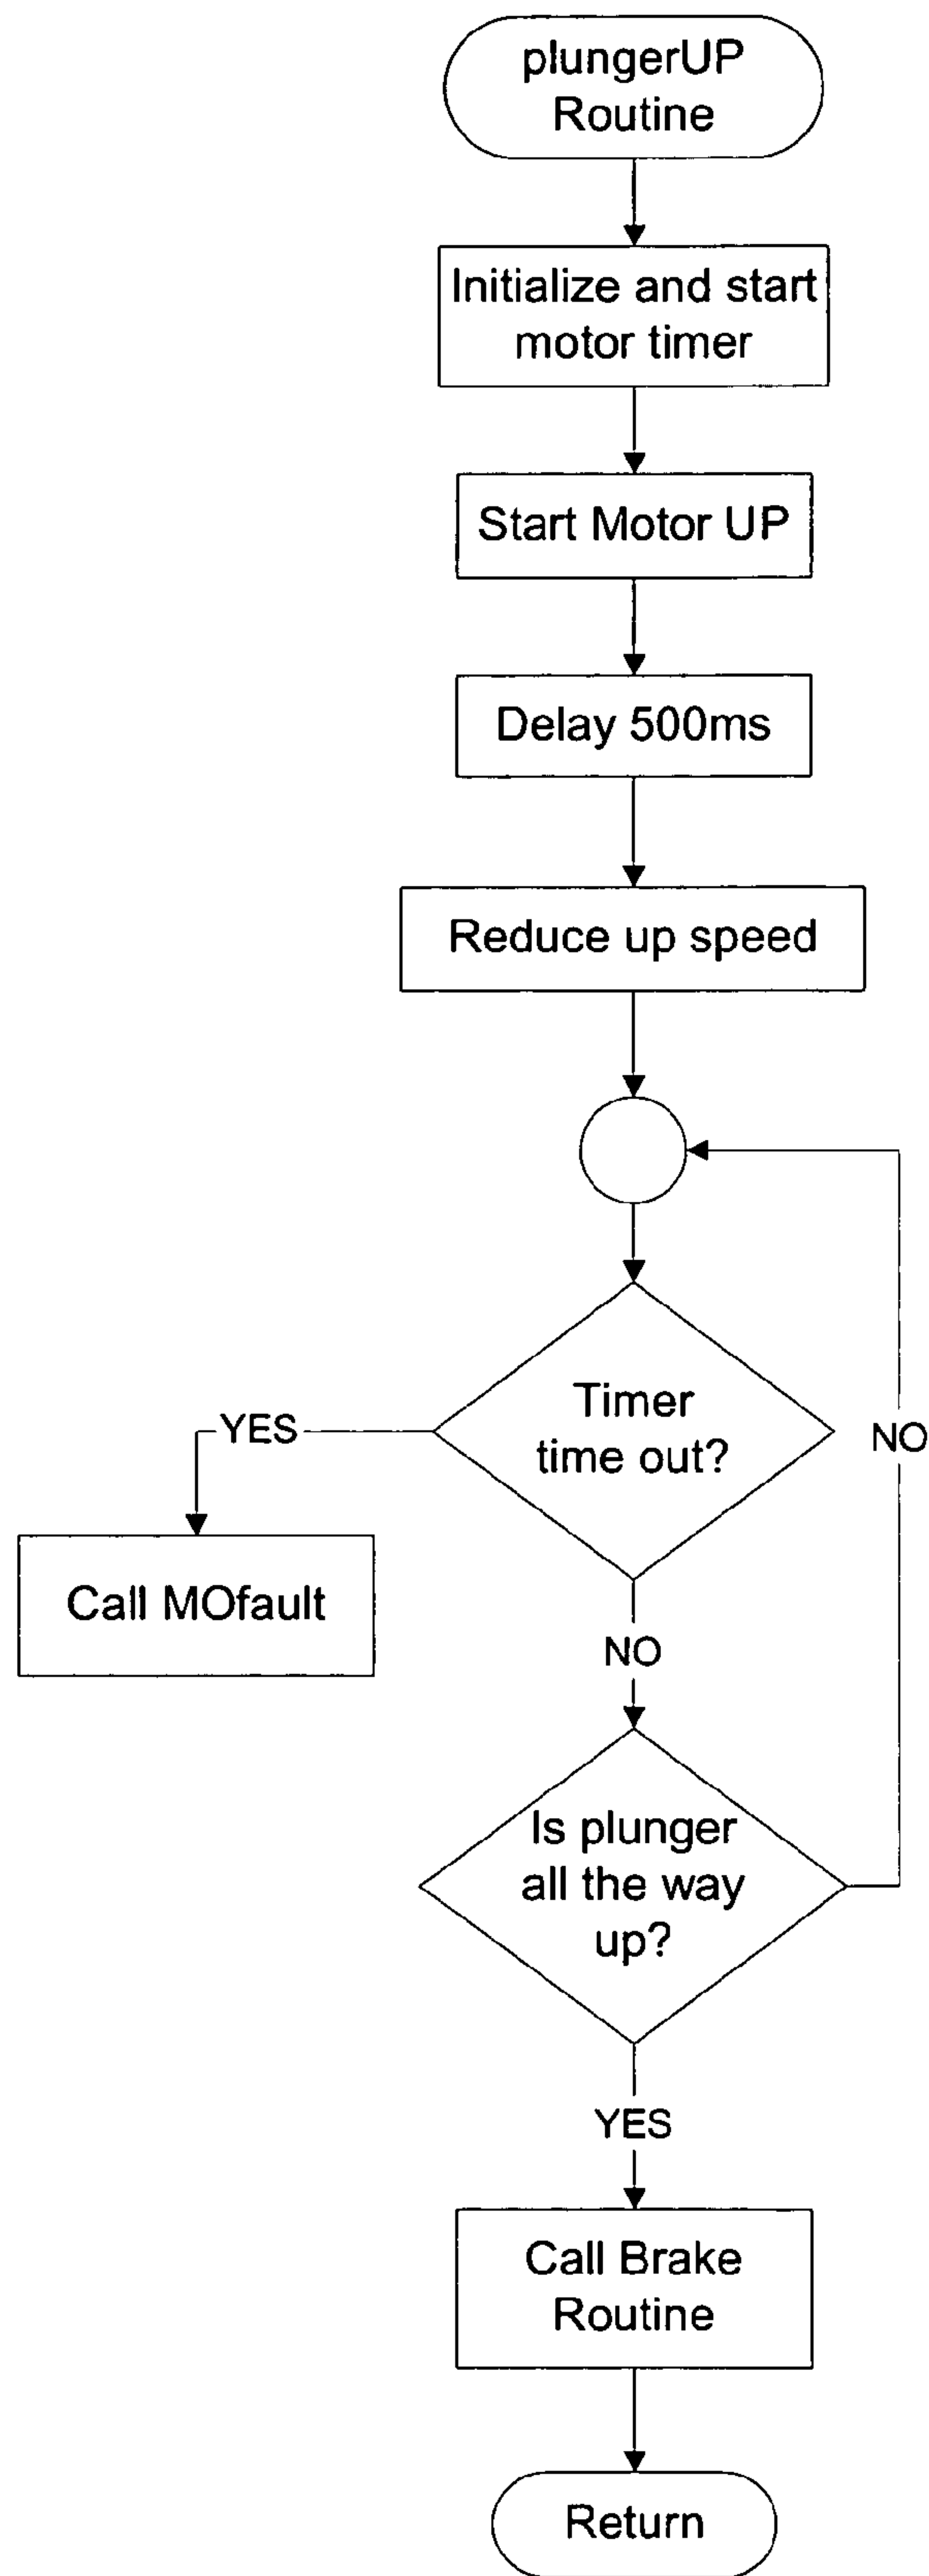 plungerUP
Routine
Initialize and start
motor timer
Start Motor UP
Delay 500ms
Reduce up speed
Timer
time out?
YES
NO
Call MOfault
NO
Is plunger
all the way
up?
YES
Call Brake
Routine
Return